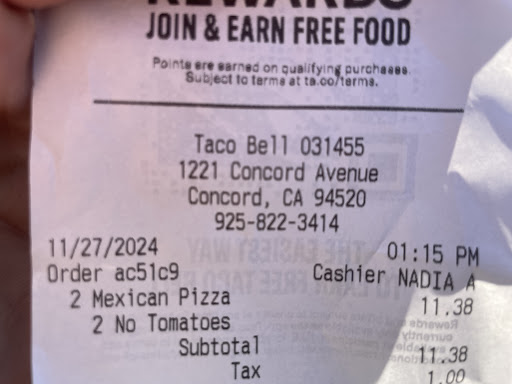 REWARDS
JOIN & EARN FREE FOOD
Points are earned on qualifying purchases.
Subject to terms at ta.co/terms.
Taco Bell 031455
1221 Concord Avenue
Concord, CA 94520
925-822-3414
11/27/2024 01:15 PM
Order ac51c9 Cashier NADIA A
2 Mexican Pizza 11.38
2 No Tomatoes
Subtotal 11.38
Tax 1.00